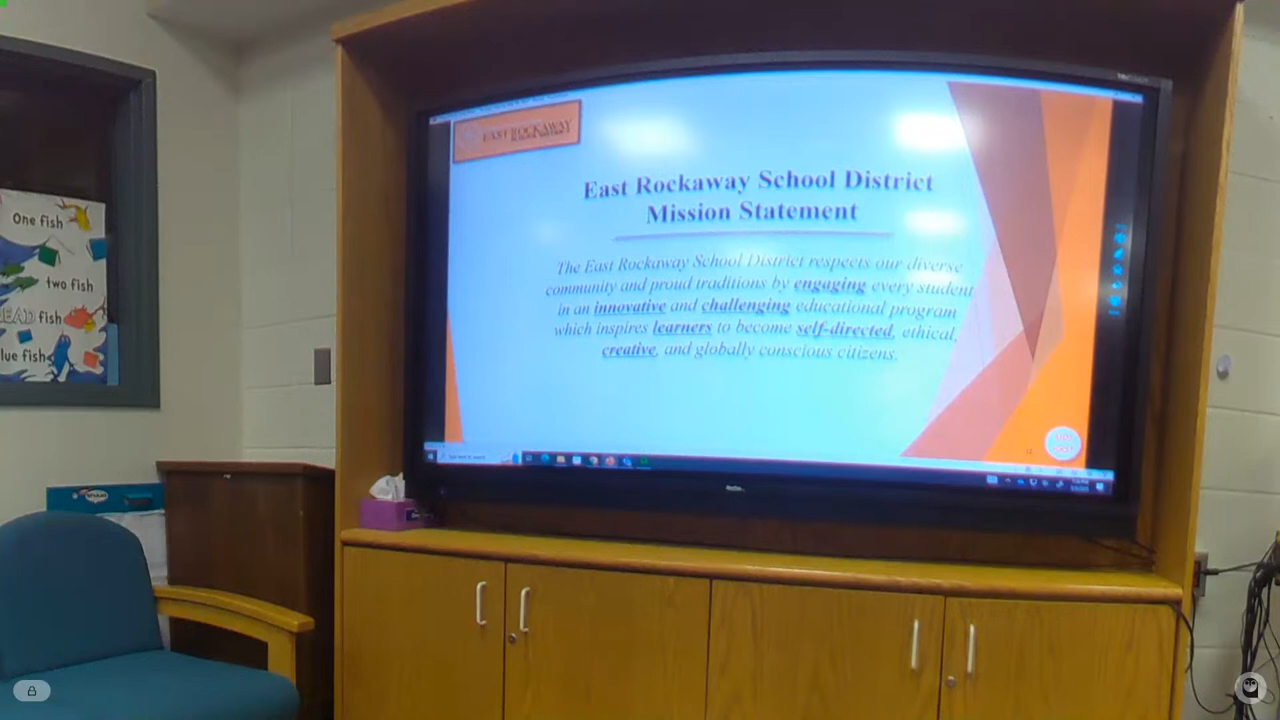 One fish
two fish
READ fish
lue fish
EAST ROCKAWAY
East Rockaway School District
Mission Statement
The East Rockaway School District respects our diverse
community and proud traditions by engaging every student
in an innovative and challenging educational program
which inspires learners to become self-directed, ethical,
creative, and globally conscious citizens.